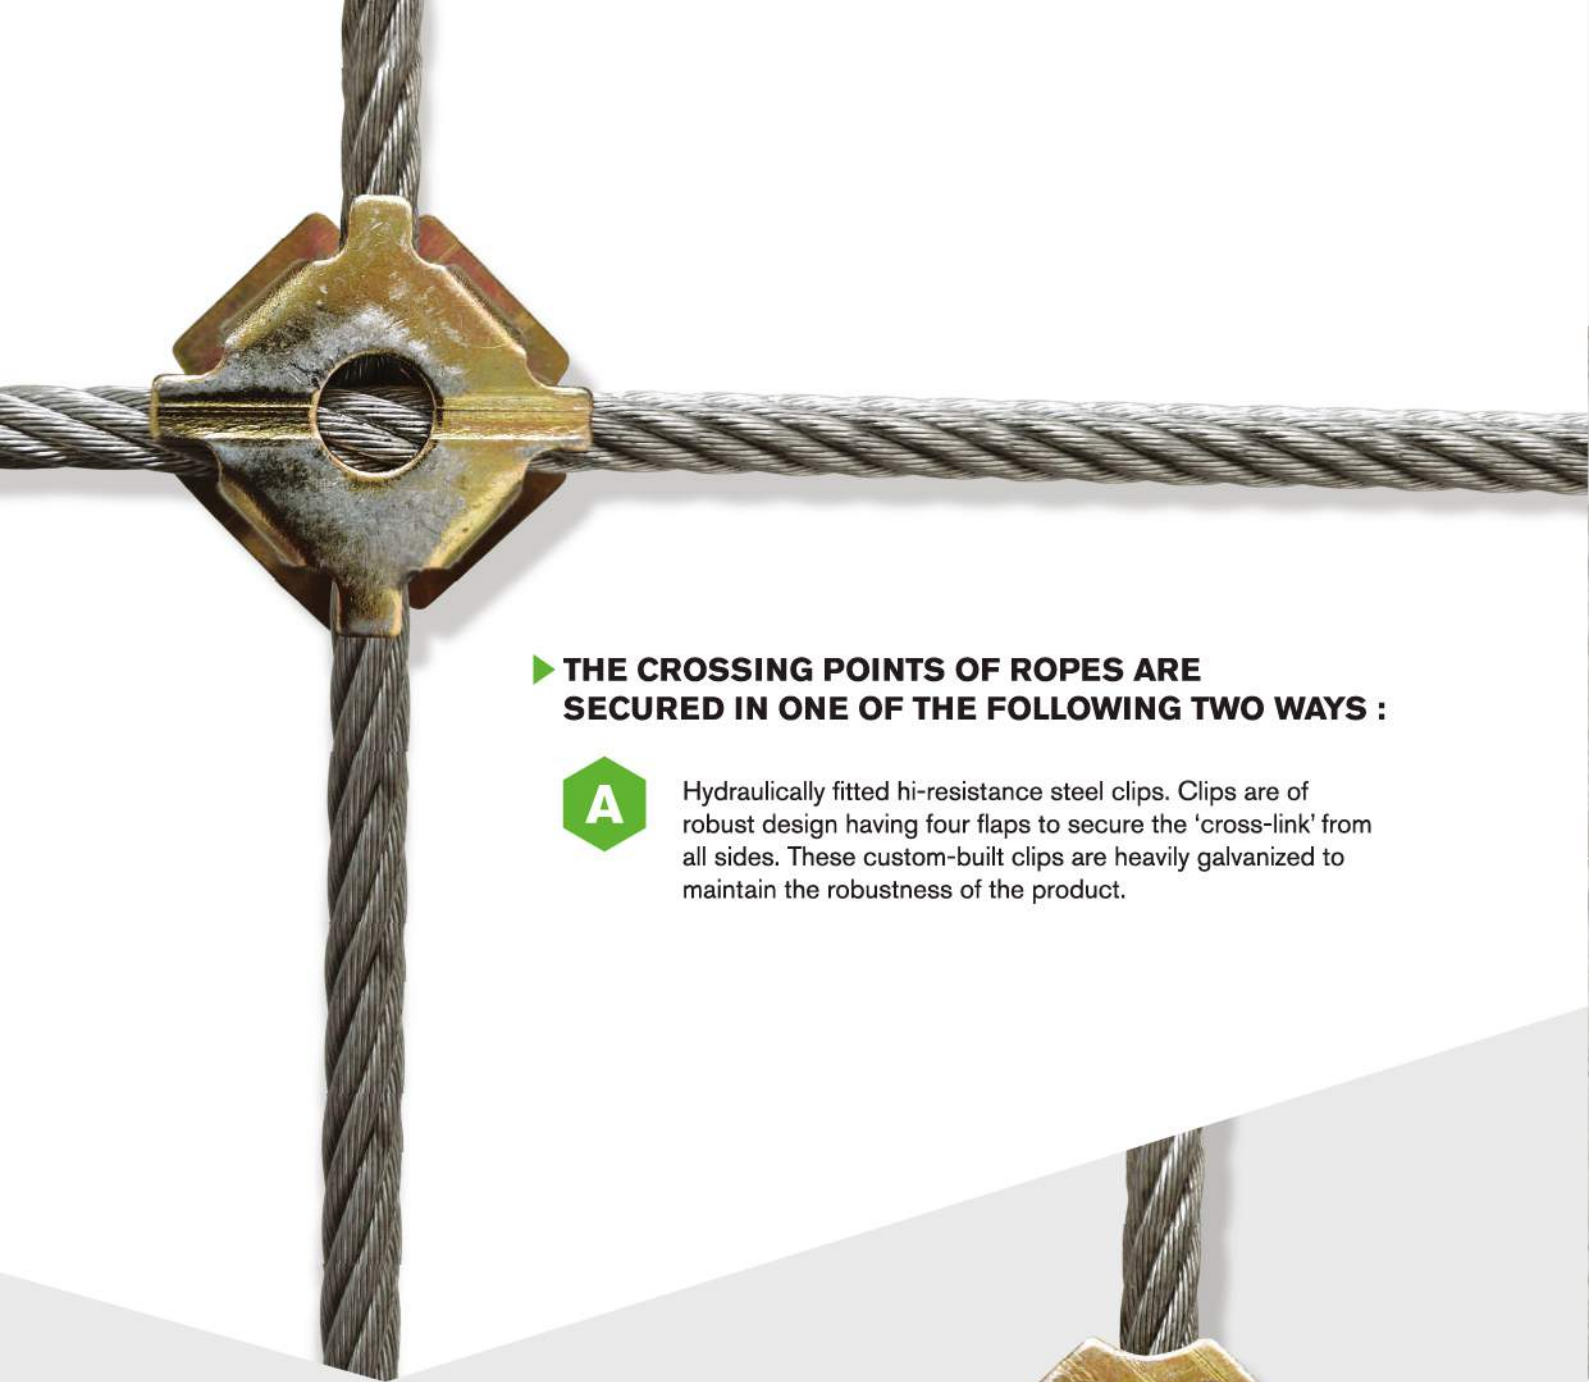 THE CROSSING POINTS OF ROPES ARE
SECURED IN ONE OF THE FOLLOWING TWO WAYS :
A
Hydraulically fitted hi-resistance steel clips. Clips are of
robust design having four flaps to secure the ‘cross-link’ from
all sides. These custom-built clips are heavily galvanized to
maintain the robustness of the product.